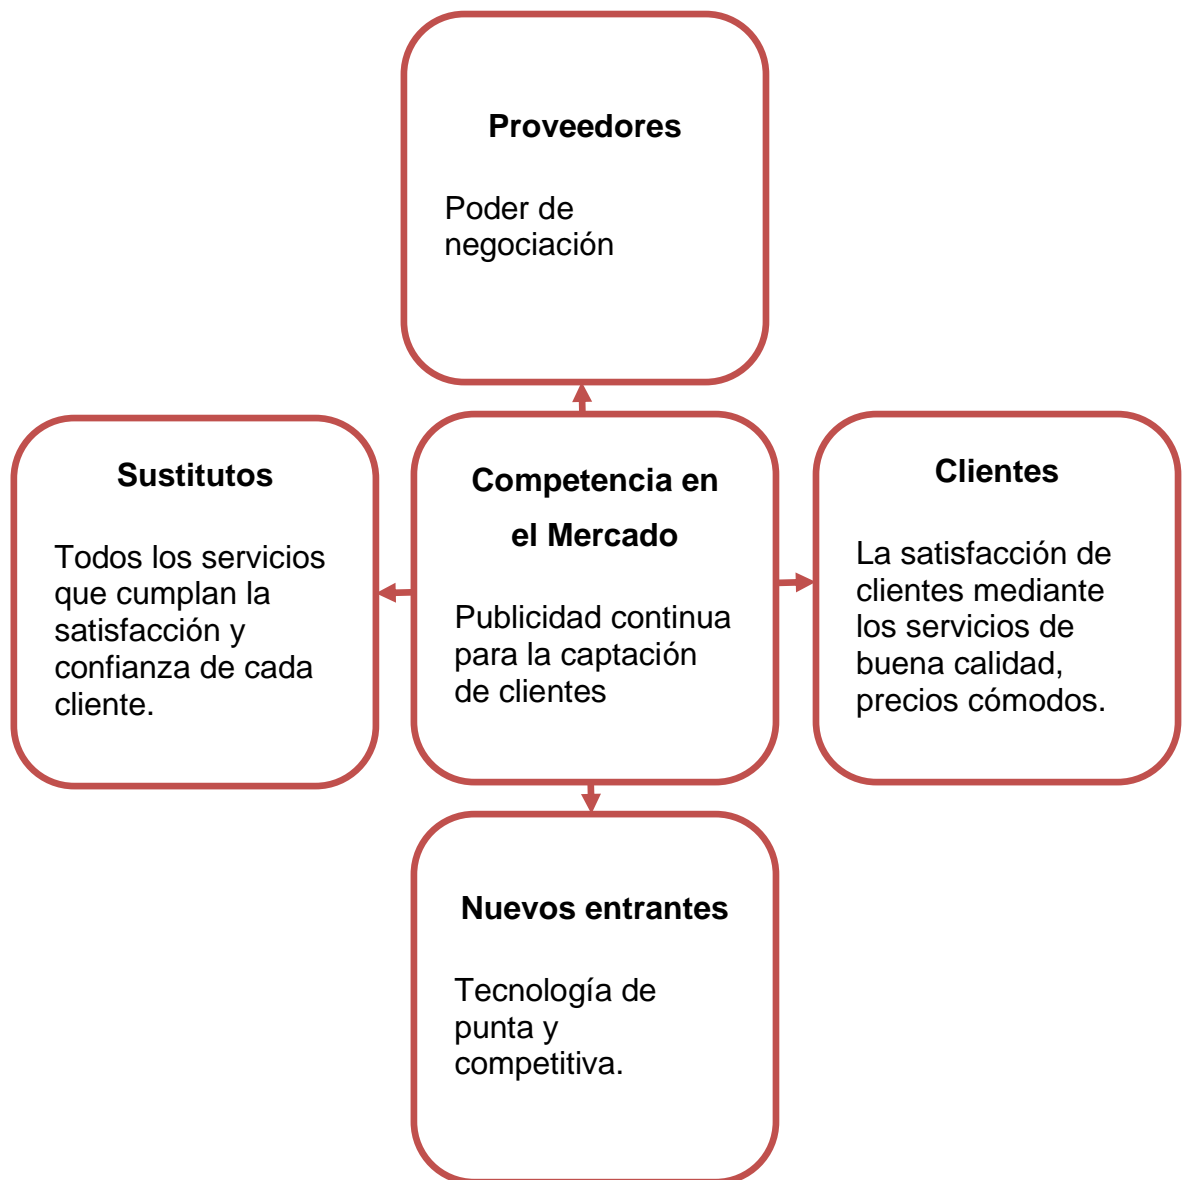 Proveedores
Poder de
negociación
Sustitutos
Todos los servicios
que cumplan la
satisfacción y
confianza de cada
cliente.
Competencia en
el Mercado
Publicidad continua
para la captación
de clientes
Clientes
La satisfacción de
clientes mediante
los servicios de
buena calidad,
precios cómodos.
Nuevos entrantes
Tecnología de
punta y
competitiva.